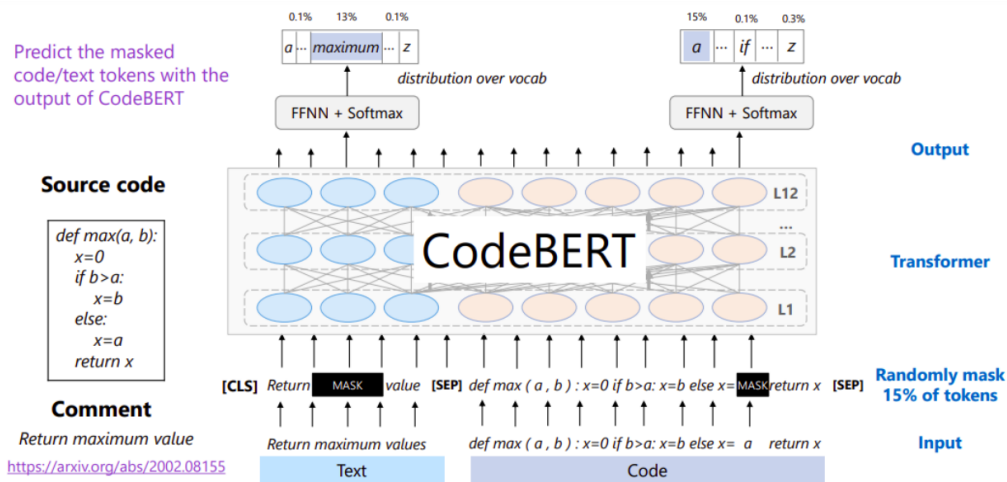 0.1% 13% 0.1%
a ... maximum ... z
15% 0.1% 0.3%
a ... if ... z
Predict the masked
code/text tokens with the
output of CodeBERT
distribution over vocab
distribution over vocab
FFNN + Softmax
FFNN + Softmax
Output
Source code
def max(a, b):
x=0
if b>a:
x=b
else:
x=a
return x
L12
...
L2
L1
CodeBERT
Transformer
[CLS] Return MASK value [SEP] def max ( a , b ) : x=0 if b>a: x=b else x= MASK return x [SEP]
Randomly mask
15% of tokens
Comment
Return maximum value
https://arxiv.org/abs/2002.08155
Return maximum values
def max ( a , b ) : x=0 if b>a: x=b else x= a return x
Input
Text
Code